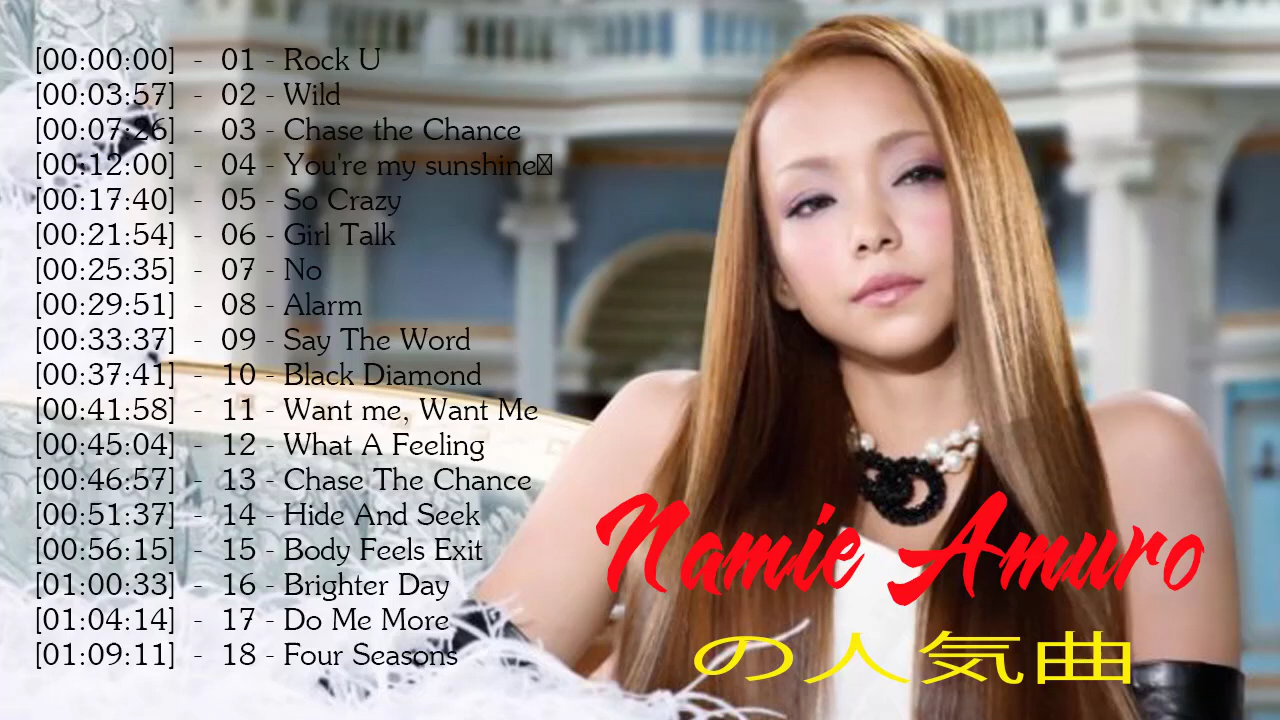 [00:00:00] - 01 - Rock U
[00:03:57] - 02 - Wild
[00:07:26] - 03 - Chase the Chance
[00:12:00] - 04 - You're my sunshine
[00:17:40] - 05 - So Crazy
[00:21:54] - 06 - Girl Talk
[00:25:35] - 07 - No
[00:29:51] - 08 - Alarm
[00:33:37] - 09 - Say The Word
[00:37:41] - 10 - Black Diamond
[00:41:58] - 11 - Want me, Want Me
[00:45:04] - 12 - What A Feeling
[00:46:57] - 13 - Chase The Chance
[00:51:37] - 14 - Hide And Seek
[00:56:15] - 15 - Body Feels Exit
[01:00:33] - 16 - Brighter Day
[01:04:14] - 17 - Do Me More
[01:09:11] - 18 - Four Seasons
Namie Amuro
の人気曲